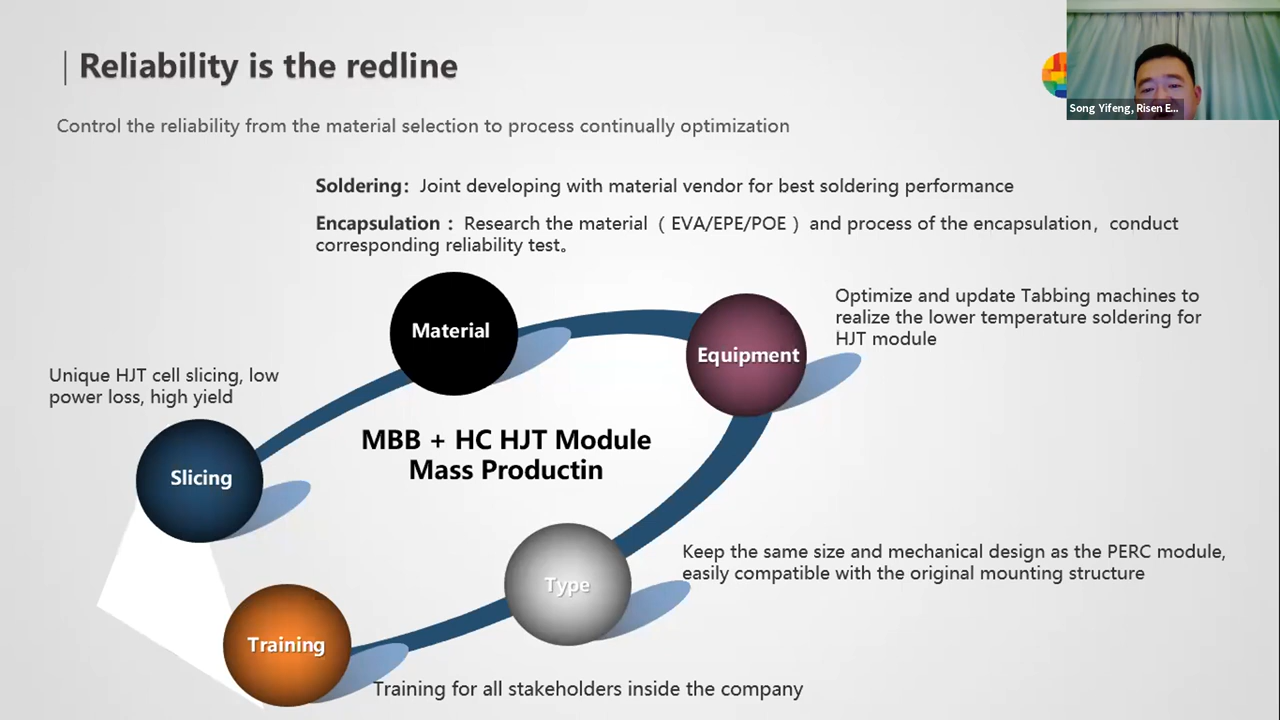 Reliability is the redline
Song Yifeng, Risen E...
Control the reliability from the material selection to process continually optimization
Soldering： Joint developing with material vendor for best soldering performance
Encapsulation ： Research the material （ EVA/EPE/POE ） and process of the encapsulation，conduct
corresponding reliability test。
Material
Equipment
Optimize and update Tabbing machines to
realize the lower temperature soldering for
HJT module
Unique HJT cell slicing, low
power loss, high yield
Slicing
MBB + HC HJT Module
Mass Productin
Type
Keep the same size and mechanical design as the PERC module,
easily compatible with the original mounting structure
Training
Training for all stakeholders inside the company